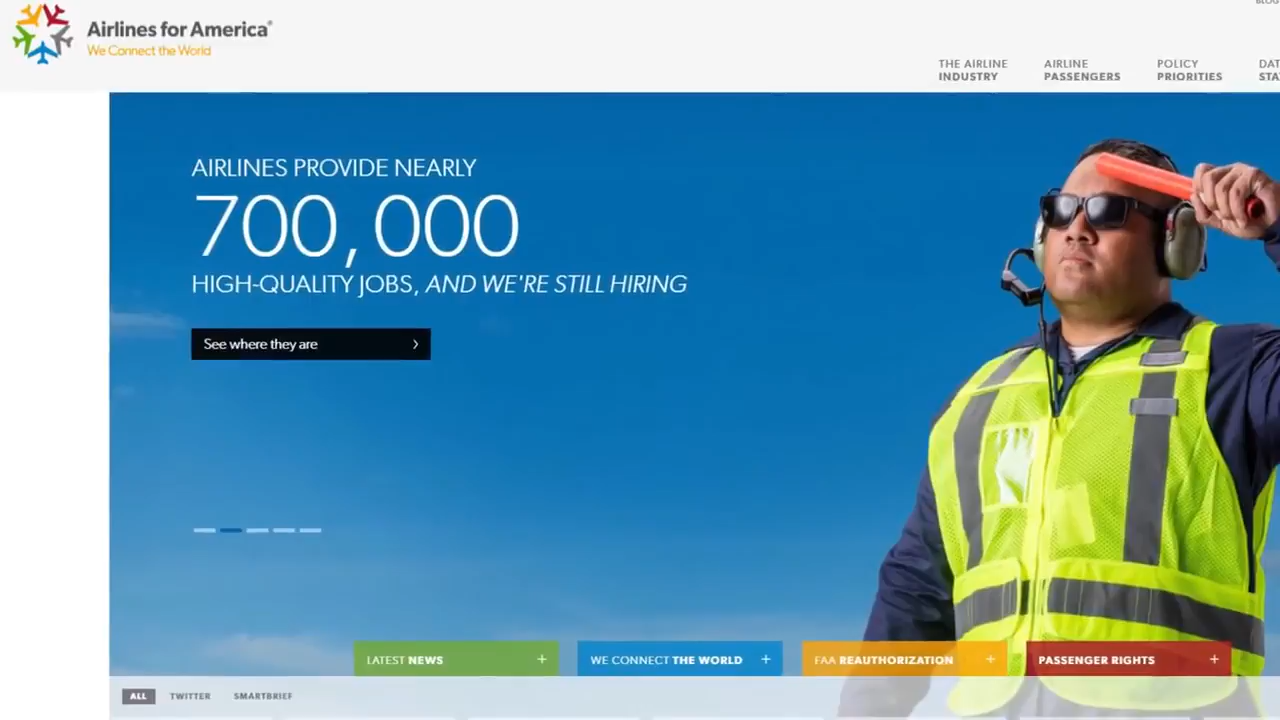 BLOG
Airlines for America®
We Connect the World
THE AIRLINE
INDUSTRY
AIRLINE
PASSENGERS
POLICY
PRIORITIES
AIRLINES PROVIDE NEARLY
700,000
HIGH-QUALITY JOBS, AND WE'RE STILL HIRING
See where they are
LATEST NEWS +
WE CONNECT THE WORLD +
FAA REAUTHORIZATION +
PASSENGER RIGHTS +
ALL TWITTER SMARTBRIEF